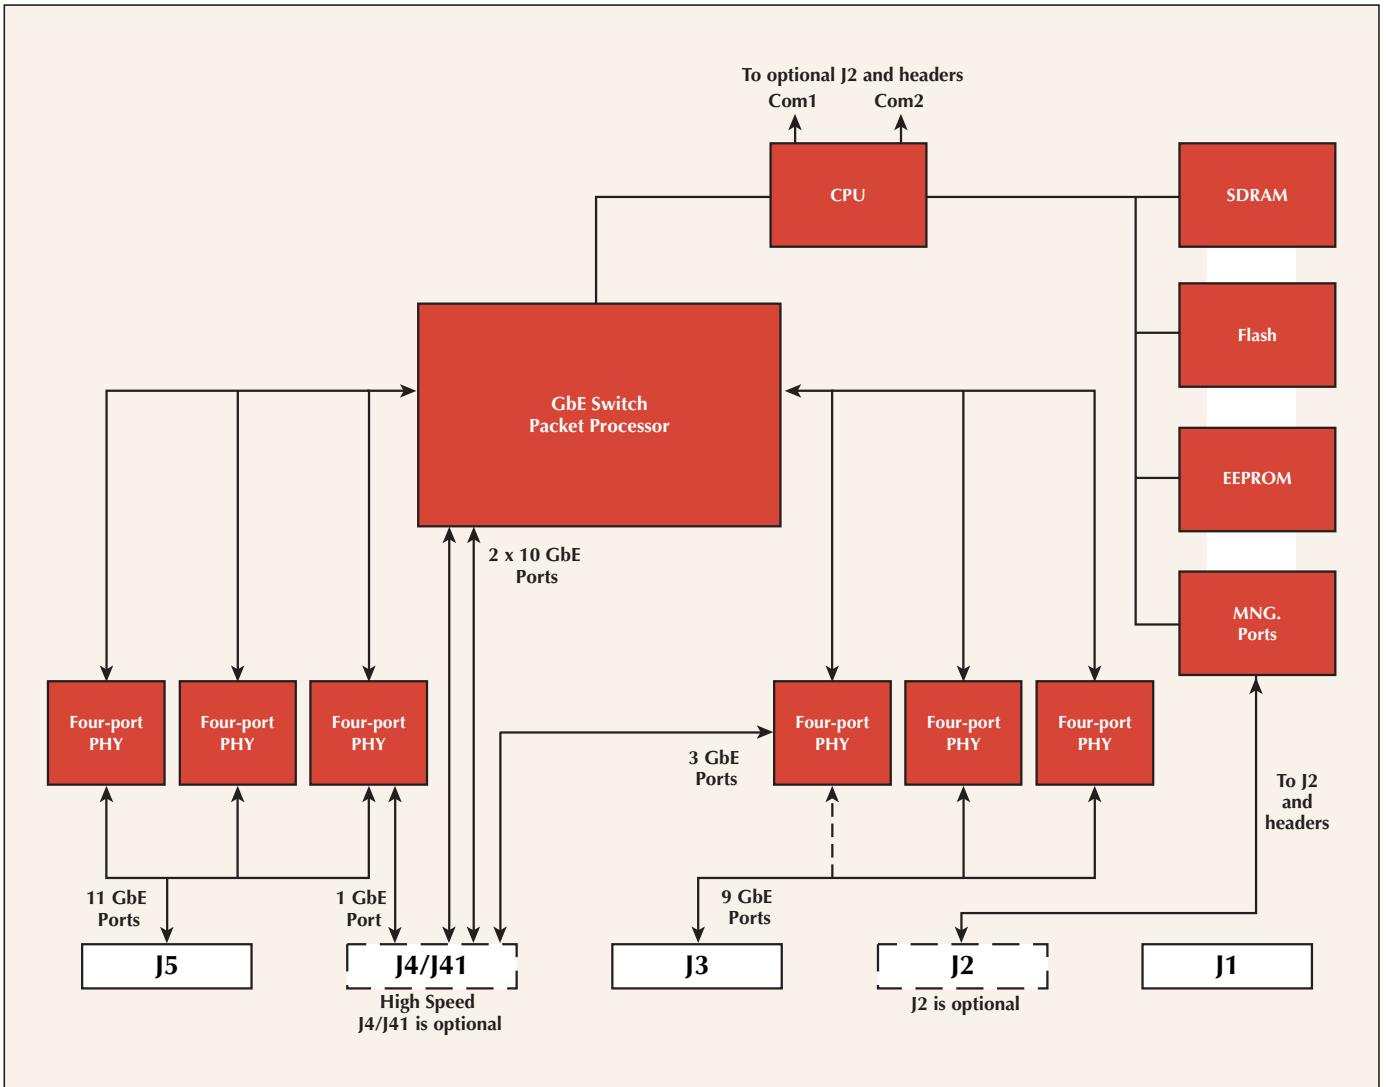 To optional J2 and headers
Com1
Com2
CPU
SDRAM
Flash
GbE Switch
Packet Processor
EEPROM
2 x 10 GbE
Ports
MNG.
Ports
Four-port
PHY
Four-port
PHY
Four-port
PHY
Four-port
PHY
Four-port
PHY
Four-port
PHY
3 GbE
Ports
To J2
and
headers
11 GbE
Ports
1 GbE
Port
9 GbE
Ports
J5
J4/J41
J3
J2
J1
High Speed
J4/J41 is optional
J2 is optional